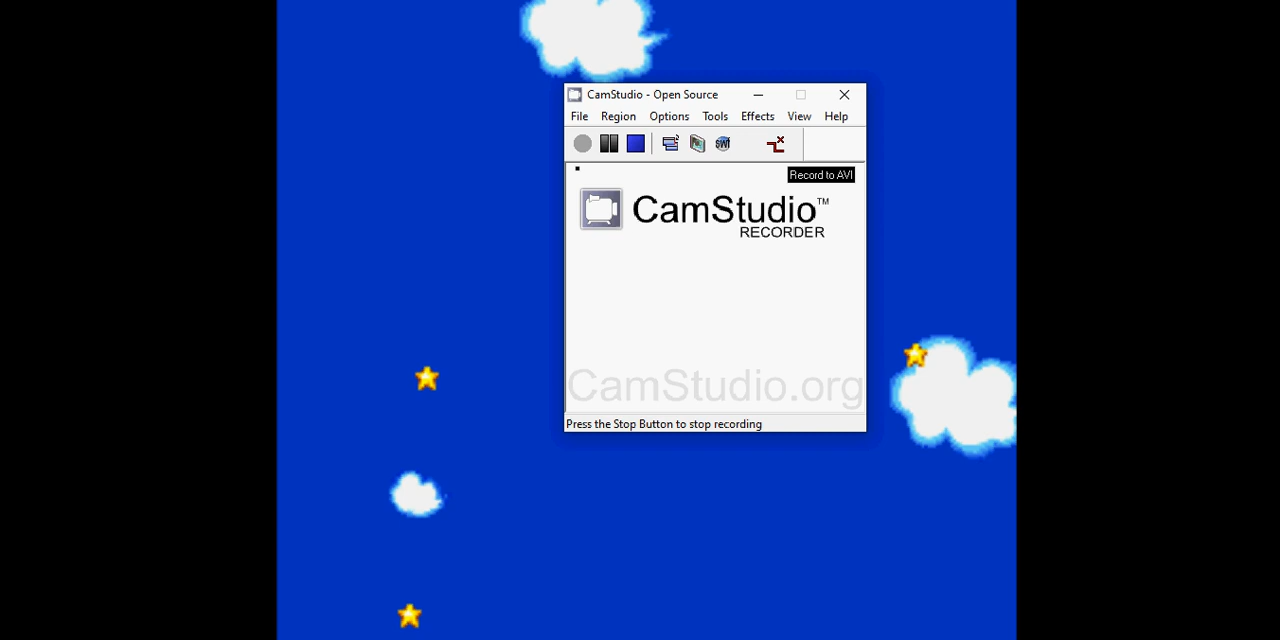 CamStudio - Open Source
File Region Options Tools Effects View Help
SWF
Record to AVI
CamStudio™
RECORDER
CamStudio.org
Press the Stop Button to stop recording